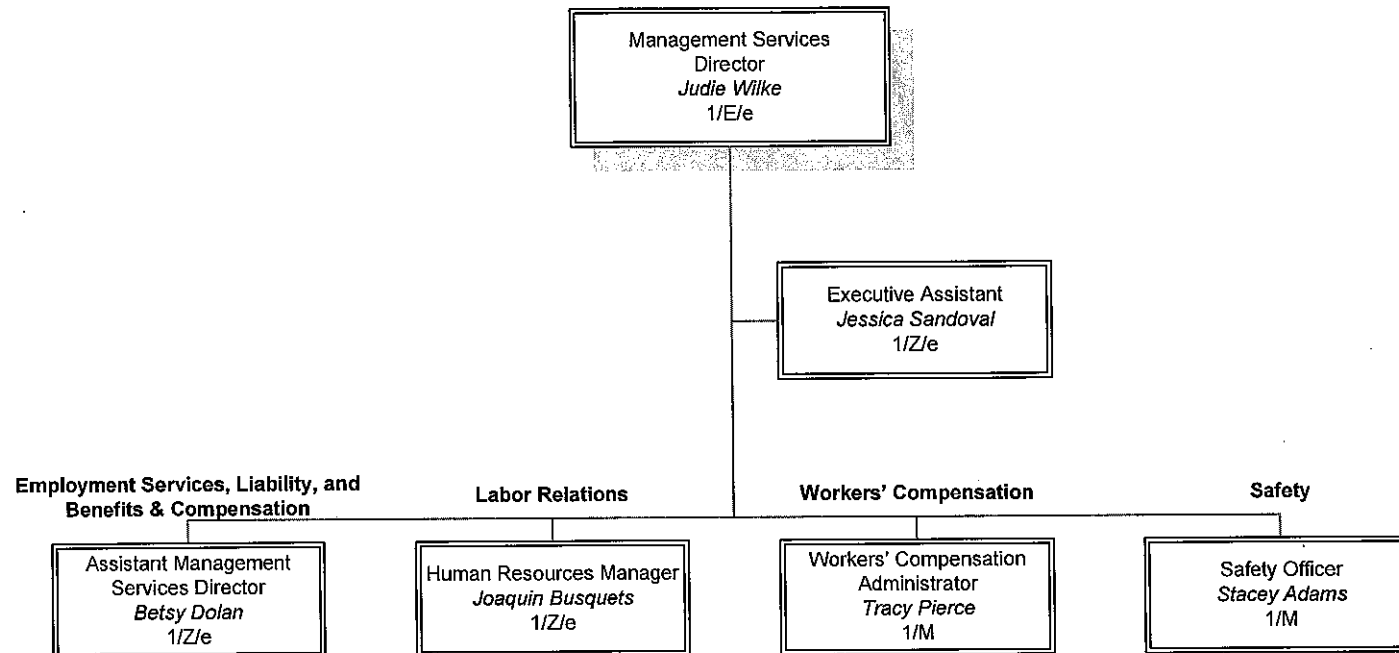 Management Services
Director
Judie Wilke
1/E/e
Executive Assistant
Jessica Sandoval
1/Z/e
Employment Services, Liability, and
Benefits & Compensation
Labor Relations
Workers' Compensation
Safety
Assistant Management
Services Director
Betsy Dolan
1/Z/e
Human Resources Manager
Joaquin Busquets
1/Z/e
Workers' Compensation
Administrator
Tracy Pierce
1/M
Safety Officer
Stacey Adams
1/M